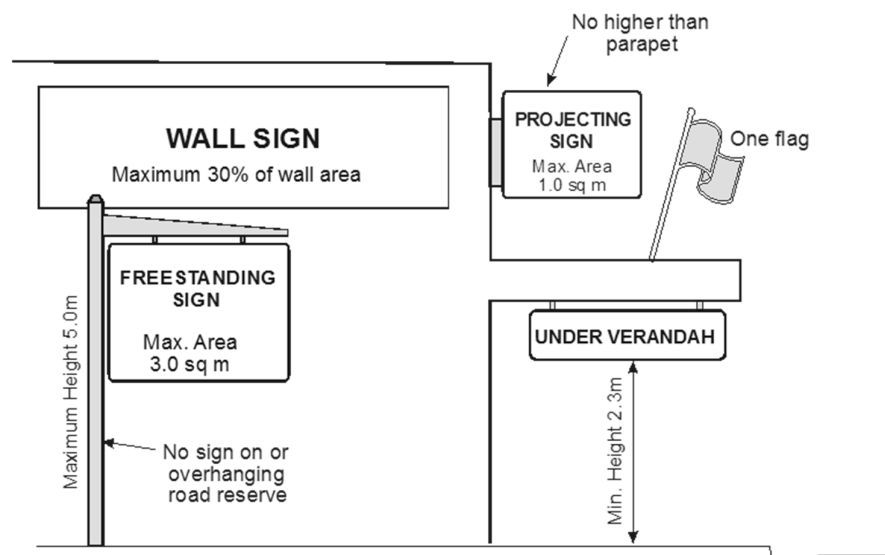 No higher than
parapet
WALL SIGN
Maximum 30% of wall area
PROJECTING
SIGN
Max. Area
1.0 sq m
One flag
FREESTANDING
SIGN
Max. Area
3.0 sq m
UNDER VERANDAH
Maximum Height 5.0m
No sign on or
overhanging
road reserve
Min. Height 2.3m